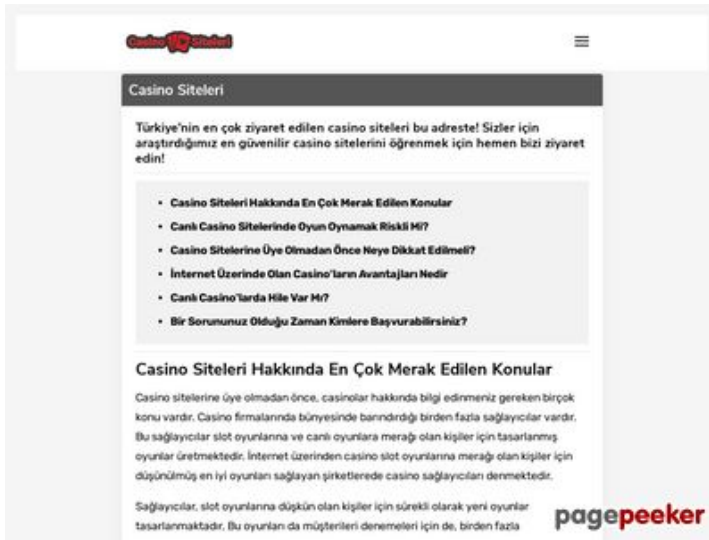 Casino Siteleri
Casino Siteleri
Türkiye'nin en çok ziyaret edilen casino siteleri bu adreste! Sizler için
araştırdığımız en güvenilir casino sitelerini öğrenmek için hemen bizi ziyaret
edin!
• Casino Siteleri Hakkında En Çok Merak Edilen Konular
• Canlı Casino Sitelerinde Oyun Oynamak Riskli Mi?
• Casino Sitelerine Üye Olmadan Önce Neye Dikkat Edilmeli?
• İnternet Üzerinde Olan Casino'ların Avantajları Nedir
• Canlı Casino'larda Hile Var Mı?
• Bir Sorununuz Olduğu Zaman Kimlere Başvurabilirsiniz?
Casino Siteleri Hakkında En Çok Merak Edilen Konular
Casino sitelerine üye olmadan önce, casinolar hakkında bilgi edinmeniz gereken birçok
konu vardır. Casino firmalarında bünyesinde barındırdığı birden fazla sağlayıcılar vardır.
Bu sağlayıcılar slot oyunlarına ve canlı oyunlara merağı olan kişiler için tasarlanmış
oyunlar üretmektedir. İnternet üzerinden casino slot oyunlarına merağı olan kişiler için
düşünülmüş en iyi oyunları sağlayan şirketlerede casino sağlayıcıları denmektedir.
Sağlayıcılar, slot oyunlarına düşkün olan kişiler için sürekli olarak yeni oyunlar
tasarlanmaktadır. Bu oyunları da müşterileri denemeleri için de, birden fazla
pagepeeker